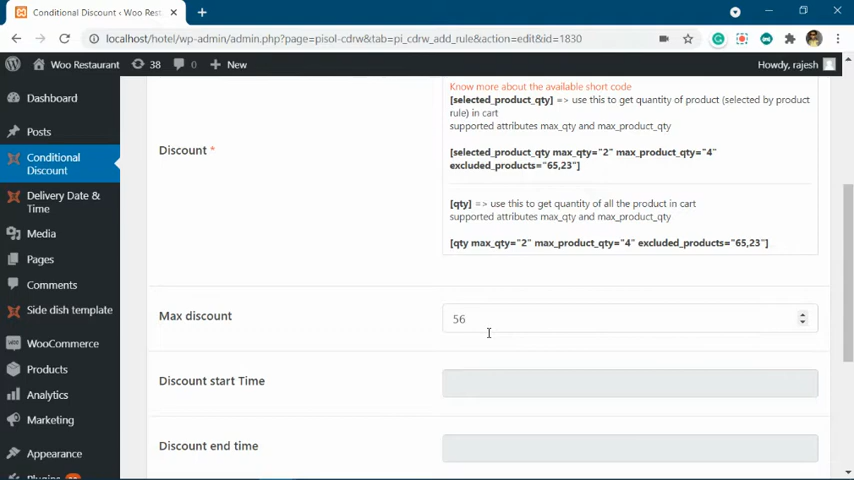 Conditional Discount ‹ Woo Rest
localhost/hotel/wp-admin/admin.php?page=pisol-cdrw&tab=pi_cdrw_add_rule&action=edit&id=1830
Woo Restaurant 38 0 New Howdy, rajesh
Dashboard
Posts
Conditional
Discount
Delivery Date &
Time
Media
Pages
Comments
Side dish template
WooCommerce
Products
Analytics
Marketing
Appearance
Plugins
Know more about the available short code
[selected_product_qty] => use this to get quantity of product (selected by product
rule) in cart
supported attributes max_qty and max_product_qty
Discount *
[selected_product_qty max_qty="2" max_product_qty="4"
excluded_products="65,23"]
[qty] => use this to get quantity of all the product in cart
supported attributes max_qty and max_product_qty
[qty max_qty="2" max_product_qty="4" excluded_products="65,23"]
Max discount 56
Discount start Time
Discount end time